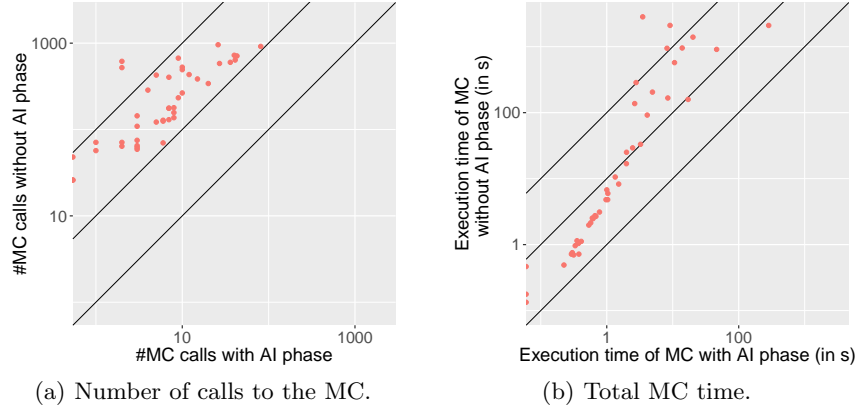 1000
10
#MC calls without AI phase
10
1000
#MC calls with AI phase
(a) Number of calls to the MC.
100
1
Execution time of MC
without AI phase (in s)
1
100
Execution time of MC with AI phase (in s)
(b) Total MC time.